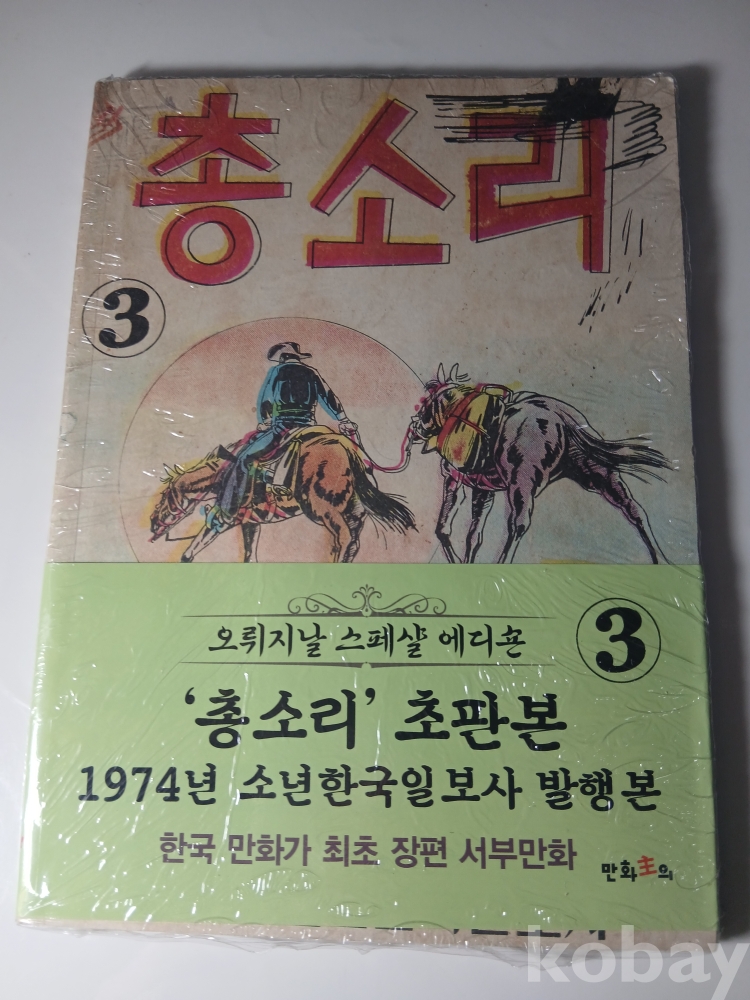 총소리
3
오뤼지날 스페샬 에디숀
3
‘총소리’ 초판본
1974년 소년한국일보사 발행본
한국 만화가 최초 장편 서부만화
만화主의
kobay